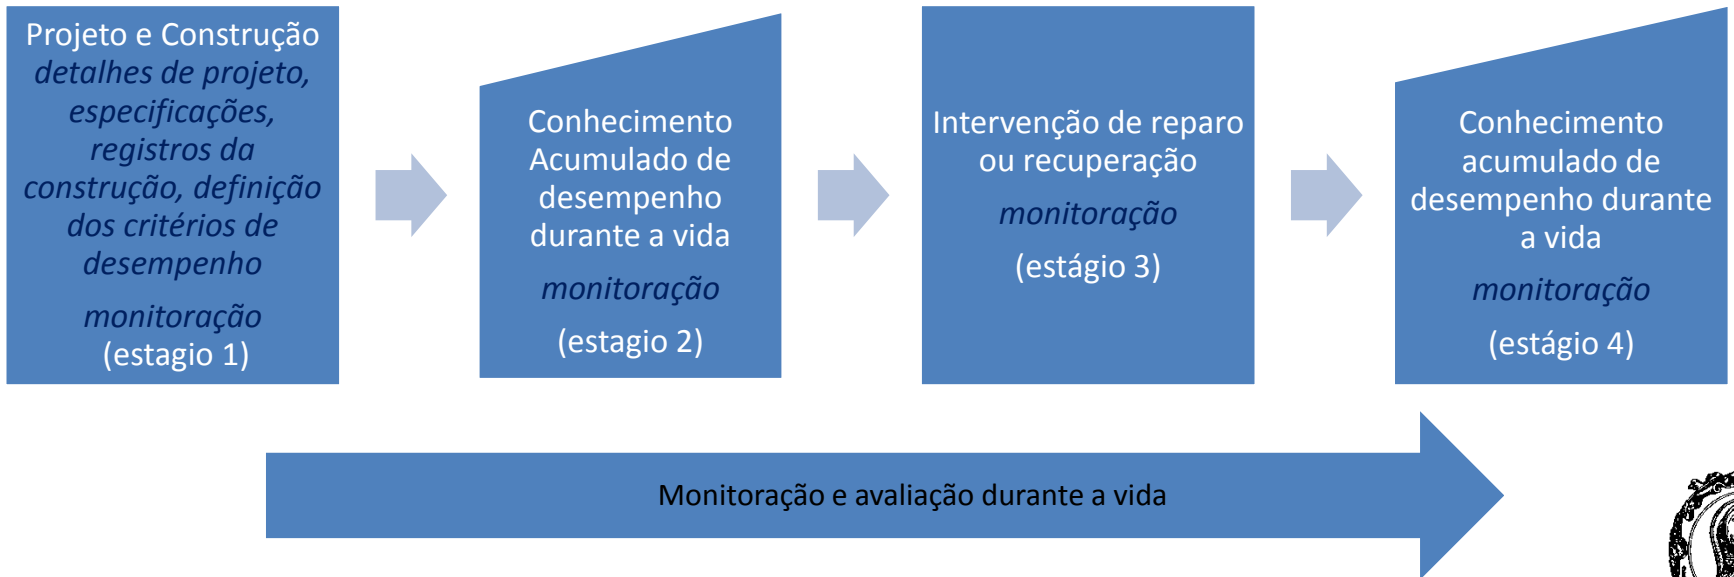 Projeto e Construção
detalhes de projeto,
especificações,
registros da
construção, definição
dos critérios de
desempenho
monitoração
(estagio 1)
Conhecimento
Acumulado de
desempenho
durante a vida
monitoração
(estagio 2)
Intervenção de reparo
ou recuperação
monitoração
(estágio 3)
Conhecimento
acumulado de
desempenho durante
a vida
monitoração
(estágio 4)
Monitoração e avaliação durante a vida